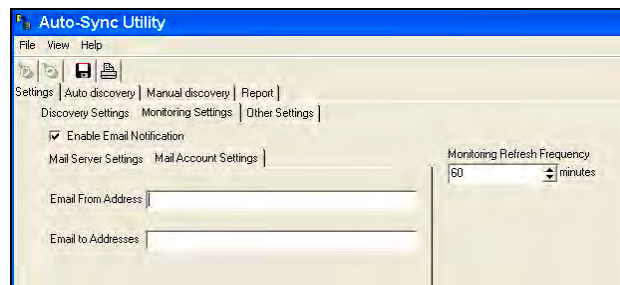 Auto-Sync Utility
File View Help
Settings Auto discovery Manual discovery Report
Discovery Settings Monitoring Settings Other Settings
Enable Email Notification
Mail Server Settings Mail Account Settings
Monitoring Refresh Frequency
60 minutes
Email From Address
Email to Addresses